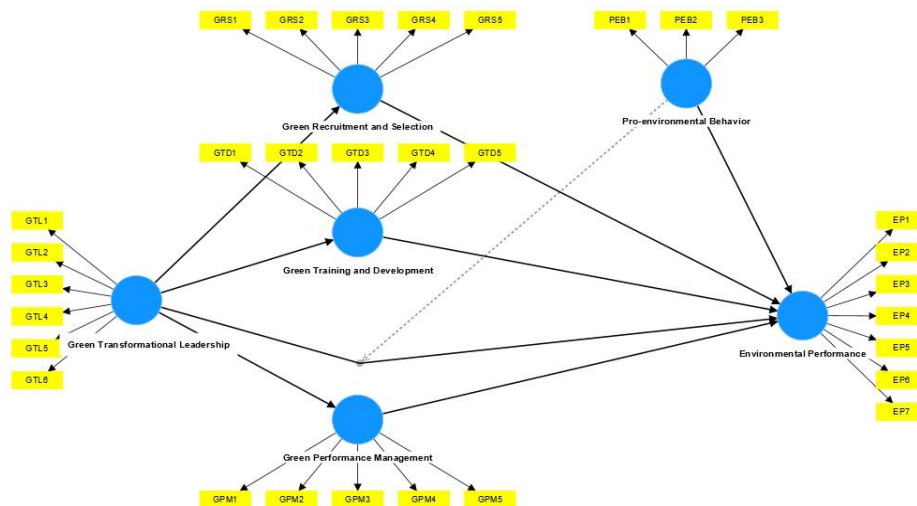 GRS1
GRS2
GRS3
GRS4
GRS5
PEB1
PEB2
PEB3
Green Recruitment and Selection
Pro-environmental Behavior
GTD1
GTD2
GTD3
GTD4
GTD5
Green Training and Development
GTL1
GTL2
GTL3
GTL4
GTL5
GTL6
Green Transformational Leadership
EP1
EP2
EP3
EP4
EP5
EP6
EP7
Environmental Performance
Green Performance Management
GPM1
GPM2
GPM3
GPM4
GPM5